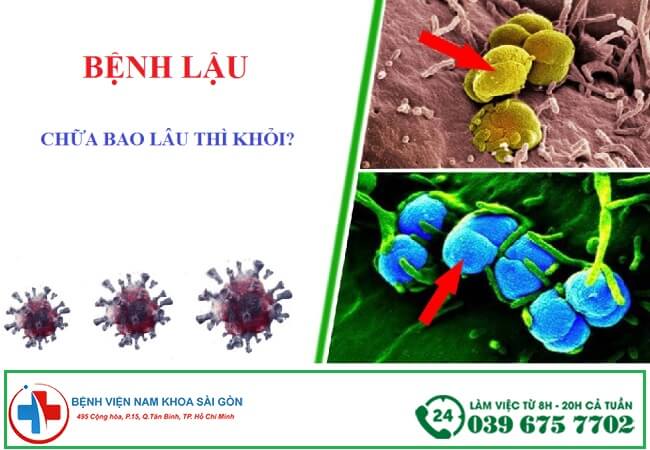 BỆNH LẬU
CHỮA BAO LÂU THÌ KHỎI?
BỆNH VIỆN NAM KHOA SÀI GÒN
495 Cộng hòa, P.15, Q.Tân Bình, TP. Hồ Chí Minh
24
LÀM VIỆC TỪ 8H - 20H CẢ TUẦN
039 675 7702